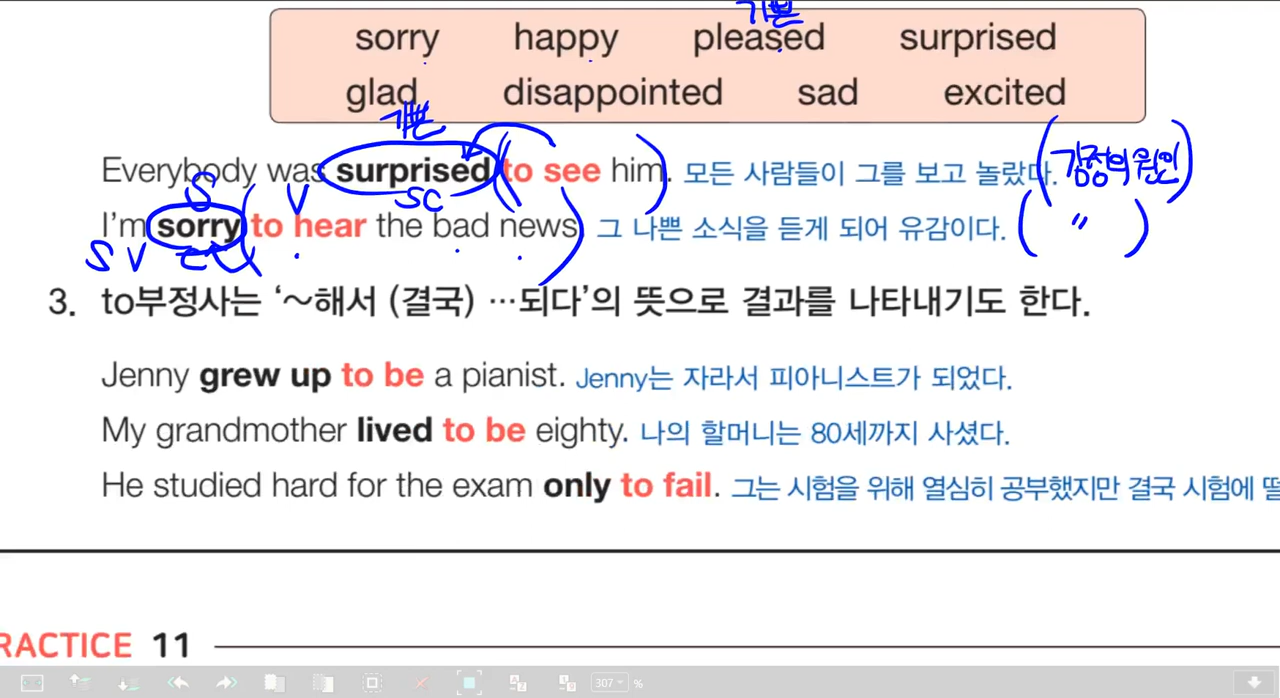 기쁜
sorry happy pleased surprised
glad disappointed sad excited
기쁜
Everybody was surprised to see him. 모든 사람들이 그를 보고 놀랐다. (감정의 원인)
S V SC
I'm sorry to hear the bad news 그 나쁜 소식을 듣게 되어 유감이다. ( 〃 )
S V
3. to부정사는 ‘～해서 (결국) …되다’의 뜻으로 결과를 나타내기도 한다.
Jenny grew up to be a pianist. Jenny는 자라서 피아니스트가 되었다.
My grandmother lived to be eighty. 나의 할머니는 80세까지 사셨다.
He studied hard for the exam only to fail. 그는 시험을 위해 열심히 공부했지만 결국 시험에 떨
RACTICE 11
307 %